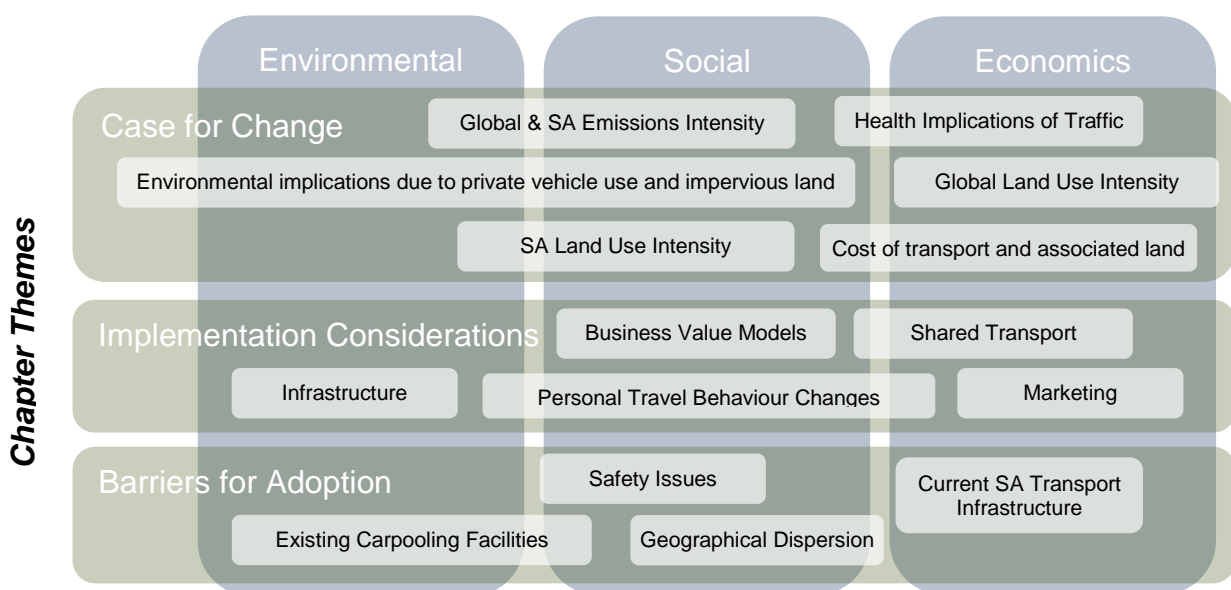 Environmental
Social
Economics
Chapter Themes
Case for Change
Global & SA Emissions Intensity
Health Implications of Traffic
Environmental implications due to private vehicle use and impervious land
Global Land Use Intensity
SA Land Use Intensity
Cost of transport and associated land
Implementation Considerations
Business Value Models
Shared Transport
Infrastructure
Personal Travel Behaviour Changes
Marketing
Barriers for Adoption
Safety Issues
Current SA Transport
Infrastructure
Existing Carpooling Facilities
Geographical Dispersion